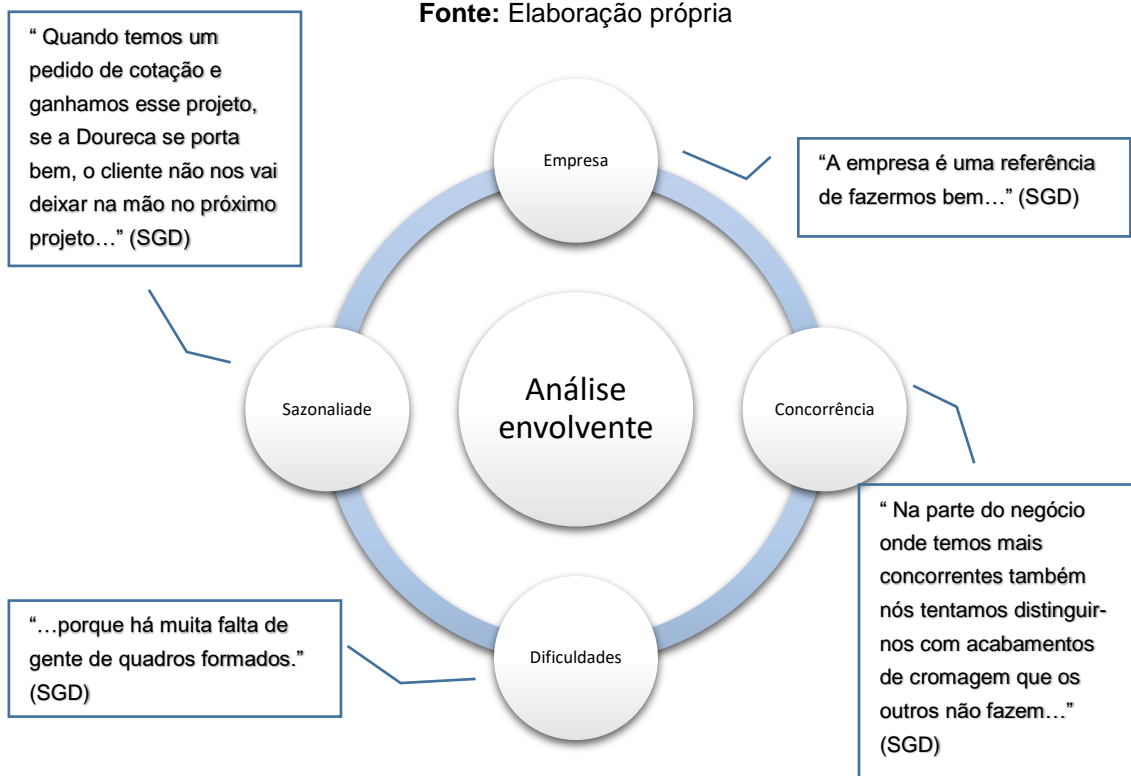 Fonte: Elaboração própria
“ Quando temos um
pedido de cotação e
ganhamos esse projeto,
se a Doureca se porta
bem, o cliente não nos vai
deixar na mão no próximo
projeto…” (SGD)
Empresa
“A empresa é uma referência
de fazermos bem…” (SGD)
Sazonaliade
Análise
envolvente
Concorrência
“ Na parte do negócio
onde temos mais
concorrentes também
nós tentamos distinguir-
nos com acabamentos
de cromagem que os
outros não fazem…”
(SGD)
“…porque há muita falta de
gente de quadros formados.”
(SGD)
Dificuldades